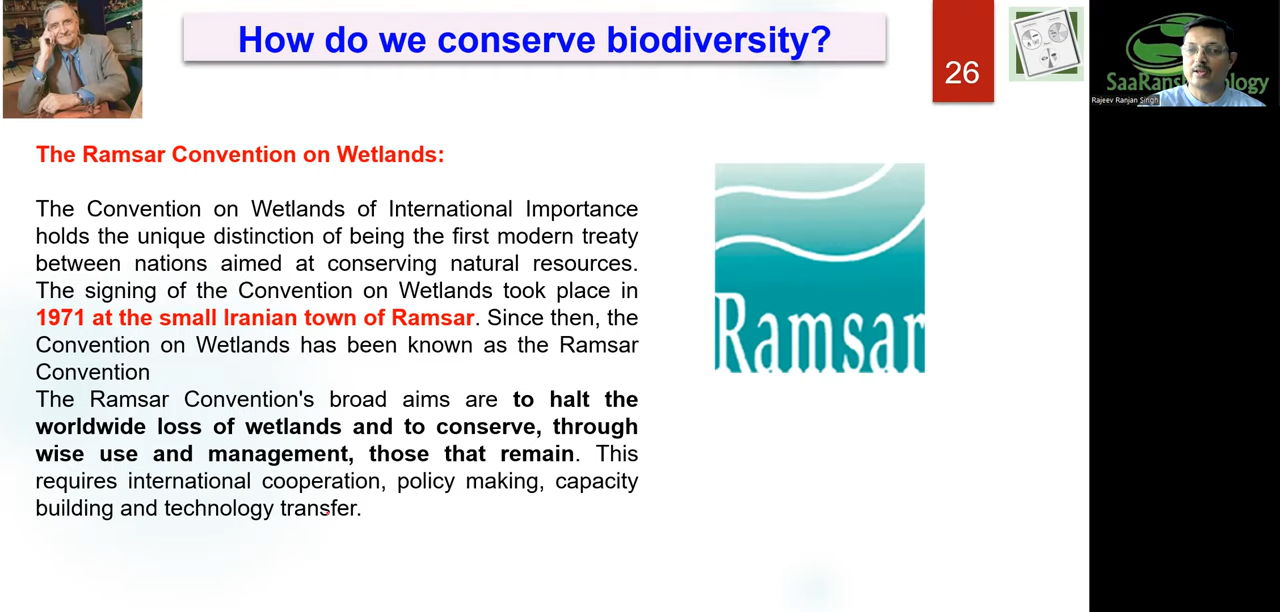 How do we conserve biodiversity?
26
Rajeev Ranjan Singh
The Ramsar Convention on Wetlands:
The Convention on Wetlands of International Importance
holds the unique distinction of being the first modern treaty
between nations aimed at conserving natural resources.
The signing of the Convention on Wetlands took place in
1971 at the small Iranian town of Ramsar. Since then, the
Convention on Wetlands has been known as the Ramsar
Convention
The Ramsar Convention's broad aims are to halt the
worldwide loss of wetlands and to conserve, through
wise use and management, those that remain. This
requires international cooperation, policy making, capacity
building and technology transfer.
Ramsar